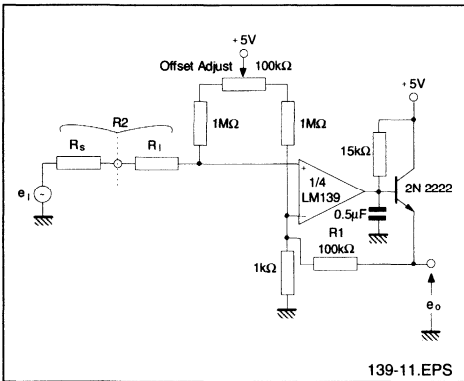 +5V
Offset Adjust 100kΩ
+5V
R2
1MΩ
1MΩ
15kΩ
Rs
Rl
+
1/4
LM139
-
2N 2222
0.5µF
ei
R1
100kΩ
1kΩ
eo
139-11.EPS